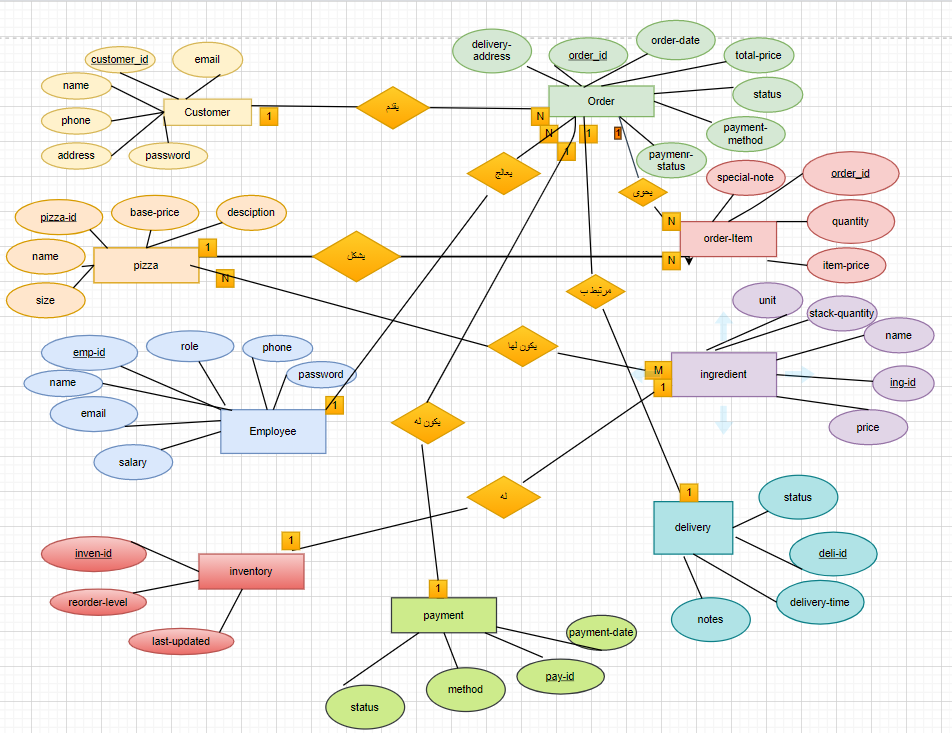 customer_id
email
name
phone
address
password
Customer
1
يقدم
delivery-
address
order_id
order-date
total-price
status
payment-
method
paymenr-
status
Order
N
N
1
1
1
يعالج
يحوى
N
special-note
order_id
quantity
item-price
order-Item
N
pizza-id
base-price
desciption
name
size
pizza
1
N
يشكل
مرتبط ب
يكون لها
unit
stack-quantity
name
ing-id
price
ingredient
M
1
emp-id
role
phone
password
name
email
salary
Employee
1
يكون له
له
1
delivery
status
deli-id
delivery-time
notes
inven-id
reorder-level
last-updated
inventory
1
1
payment
payment-date
pay-id
method
status